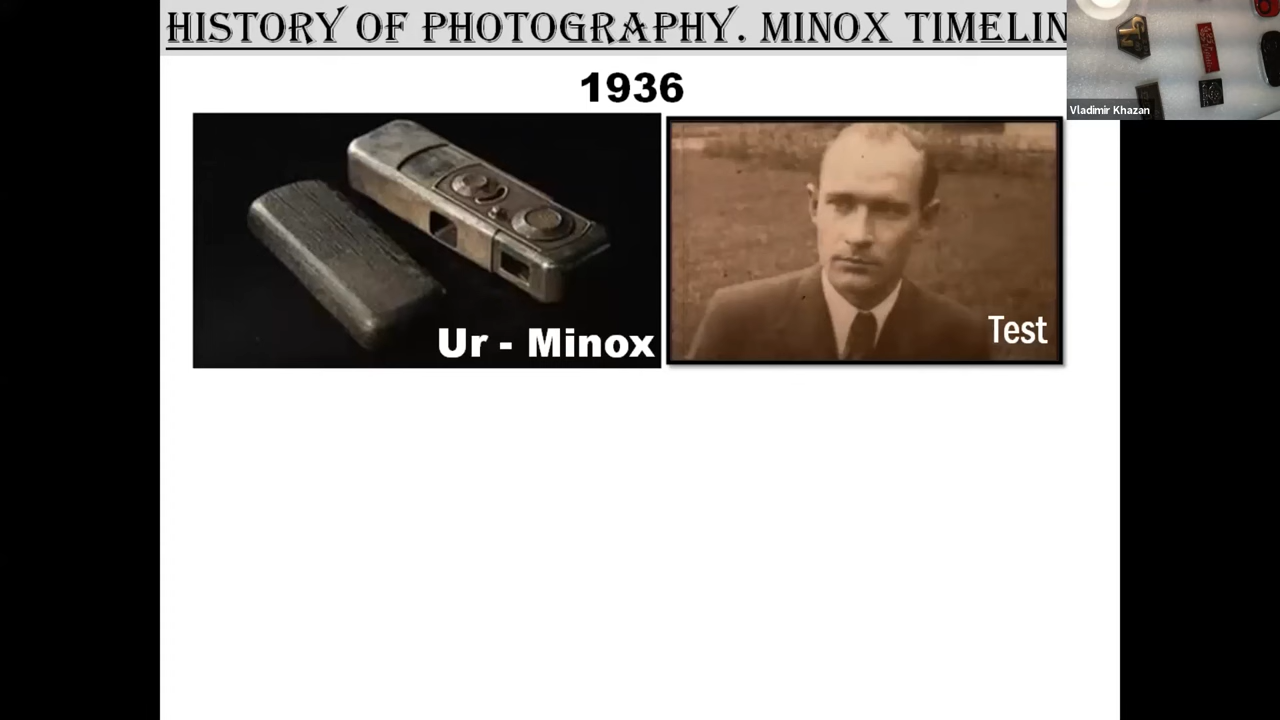 HISTORY OF PHOTOGRAPHY. MINOX TIMELIN
1936
Ur - Minox
Test
Vladimir Khazan